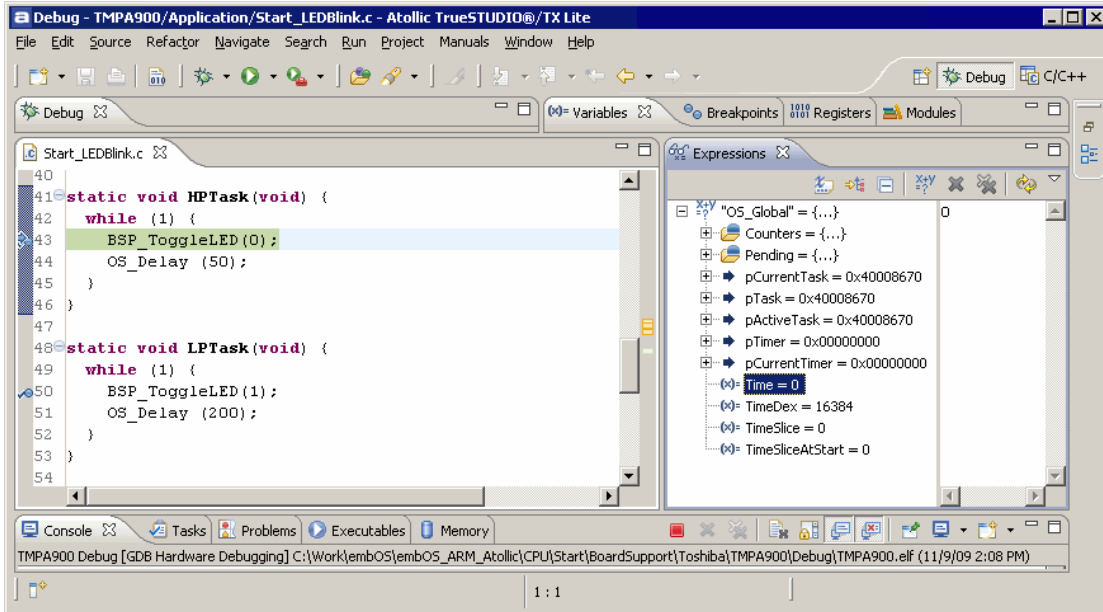 Debug - TMPA900/Application/Start_LEDBlink.c - Atollic TrueSTUDIO®/TX Lite
File Edit Source Refactor Navigate Search Run Project Manuals Window Help
Debug C/C++
Debug
(x)= Variables Breakpoints 1010 0101 Registers Modules
Start_LEDBlink.c
40
41 static void HPTask(void) {
42 while (1) {
43 BSP_ToggleLED(0);
44 OS_Delay (50);
45 }
46 }
47
48 static void LPTask(void) {
49 while (1) {
50 BSP_ToggleLED(1);
51 OS_Delay (200);
52 }
53 }
54
Expressions
"OS_Global" = {...} 0
Counters = {...}
Pending = {...}
pCurrentTask = 0x40008670
pTask = 0x40008670
pActiveTask = 0x40008670
pTimer = 0x00000000
pCurrentTimer = 0x00000000
(x)= Time = 0
(x)= TimeDex = 16384
(x)= TimeSlice = 0
(x)= TimeSliceAtStart = 0
Console Tasks Problems Executables Memory
TMPA900 Debug [GDB Hardware Debugging] C:\Work\embOS\embOS_ARM_Atollic\CPU\Start\BoardSupport\Toshiba\TMPA900\Debug\TMPA900.elf (11/9/09 2:08 PM)
1 : 1